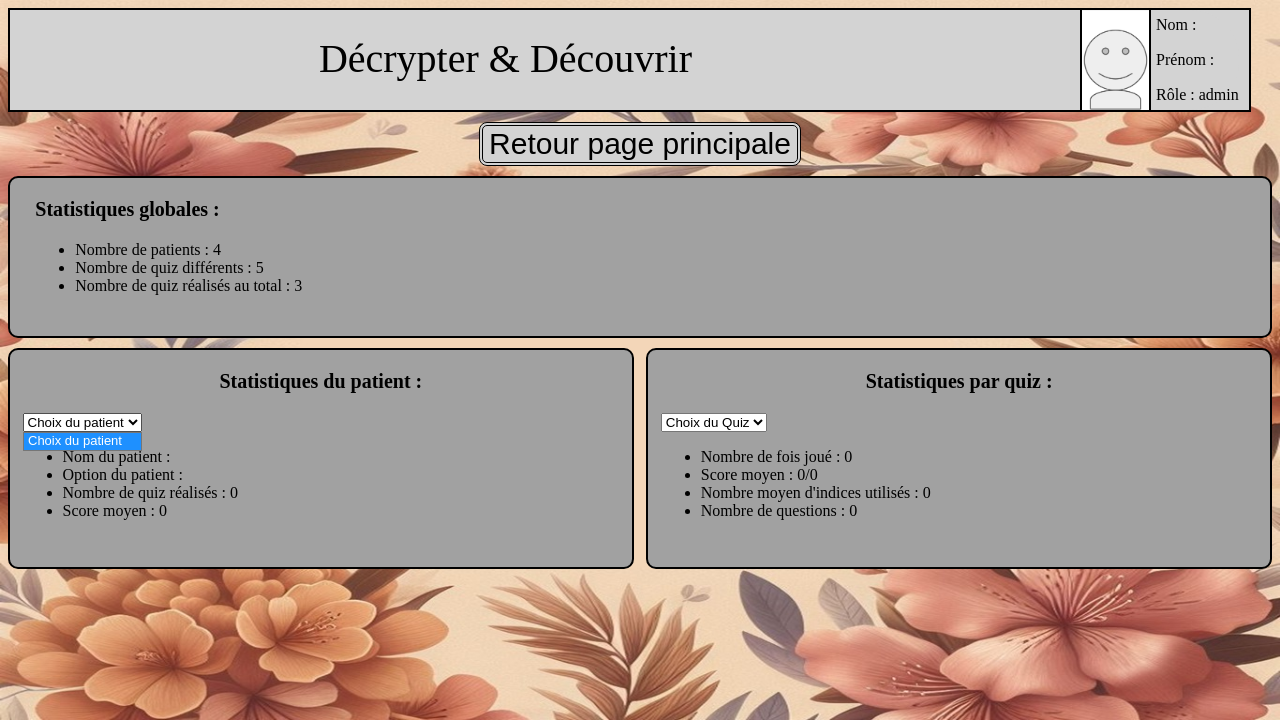 Décrypter & Découvrir
Nom :
Prénom :
Rôle : admin
Retour page principale
Statistiques globales :
Nombre de patients : 4
Nombre de quiz différents : 5
Nombre de quiz réalisés au total : 3
Statistiques du patient :
Choix du patient
Choix du patient
Nom du patient :
Option du patient :
Nombre de quiz réalisés : 0
Score moyen : 0
Statistiques par quiz :
Choix du Quiz
Nombre de fois joué : 0
Score moyen : 0/0
Nombre moyen d'indices utilisés : 0
Nombre de questions : 0